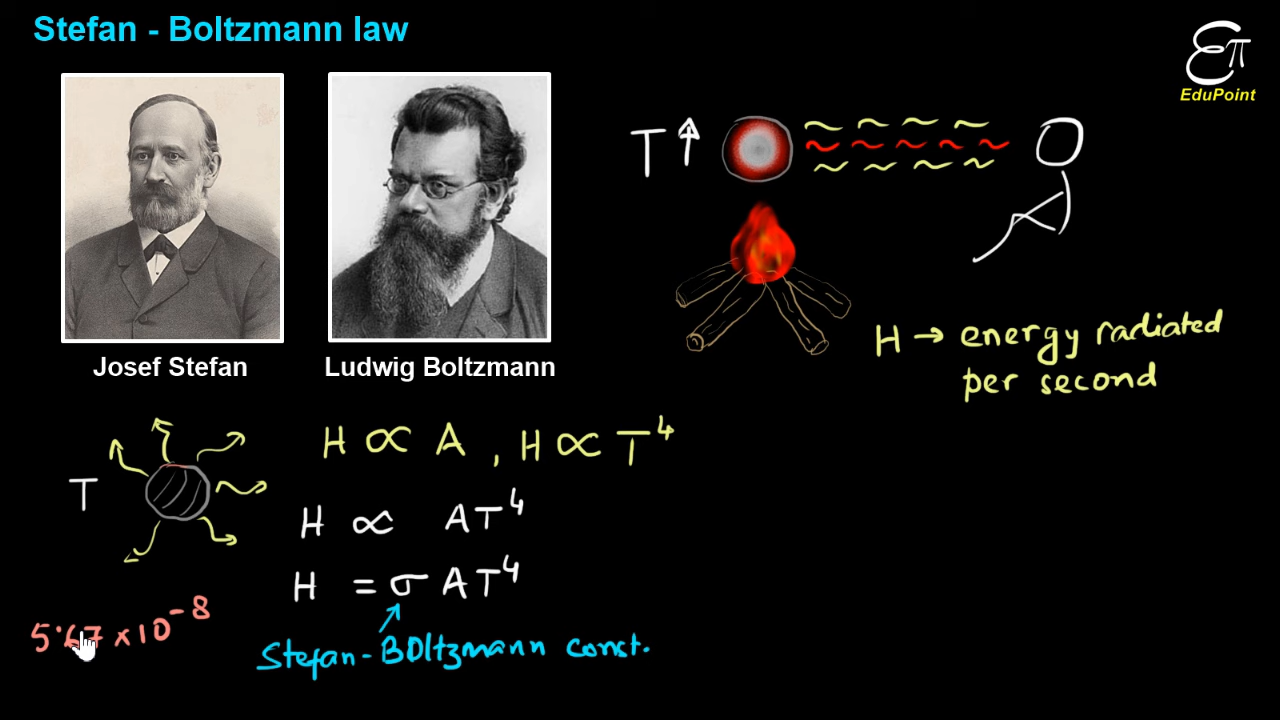 Stefan - Boltzmann law
επ
EduPoint
T ↑
Josef Stefan
Ludwig Boltzmann
H → energy radiated
per second
H ∝ A , H ∝ T⁴
T
H ∝ AT⁴
H = σ AT⁴
5·67 × 10⁻⁸
Stefan-BOltzmann const.